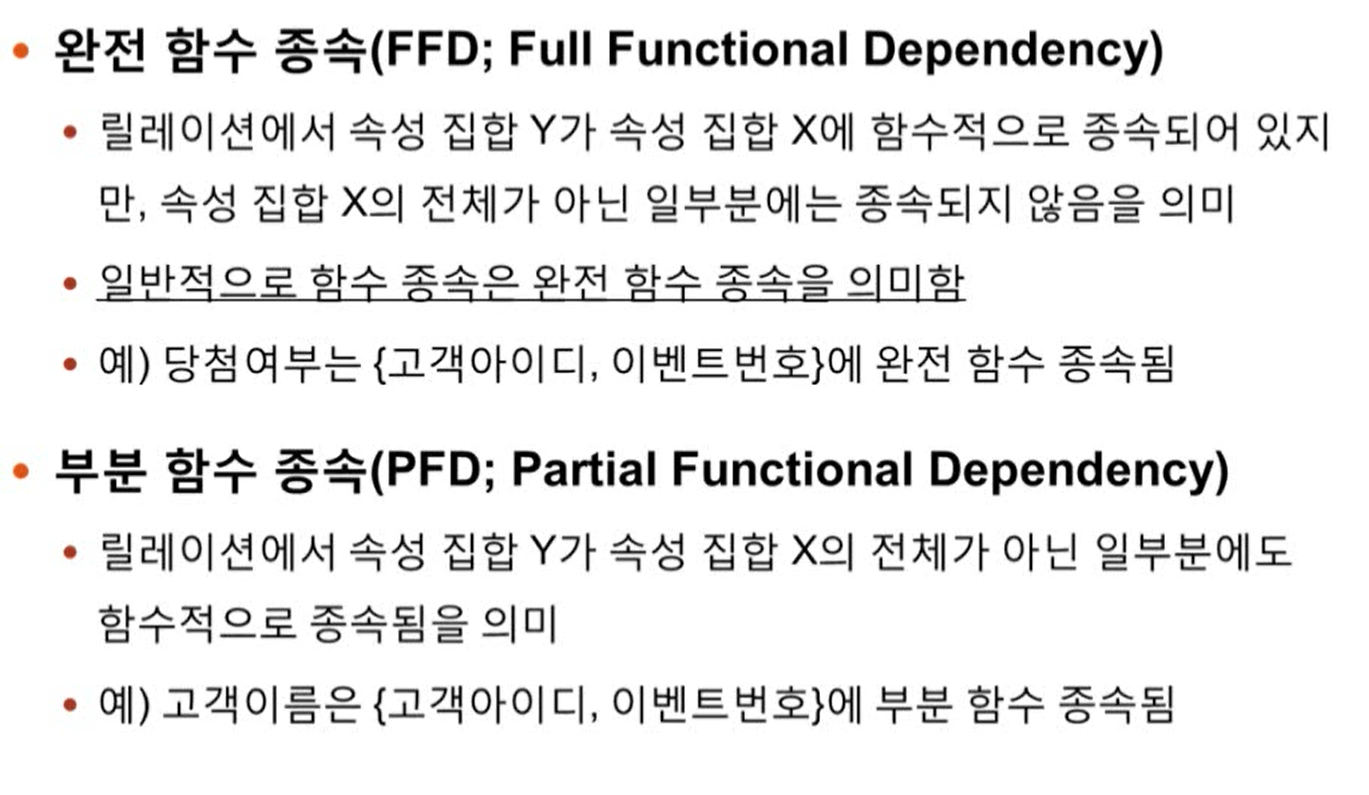 • 완전 함수 종속(FFD; Full Functional Dependency)
• 릴레이션에서 속성 집합 Y가 속성 집합 X에 함수적으로 종속되어 있지
만, 속성 집합 X의 전체가 아닌 일부분에는 종속되지 않음을 의미
• 일반적으로 함수 종속은 완전 함수 종속을 의미함
• 예) 당첨여부는 {고객아이디, 이벤트번호}에 완전 함수 종속됨
• 부분 함수 종속(PFD; Partial Functional Dependency)
• 릴레이션에서 속성 집합 Y가 속성 집합 X의 전체가 아닌 일부분에도
함수적으로 종속됨을 의미
• 예) 고객이름은 {고객아이디, 이벤트번호}에 부분 함수 종속됨